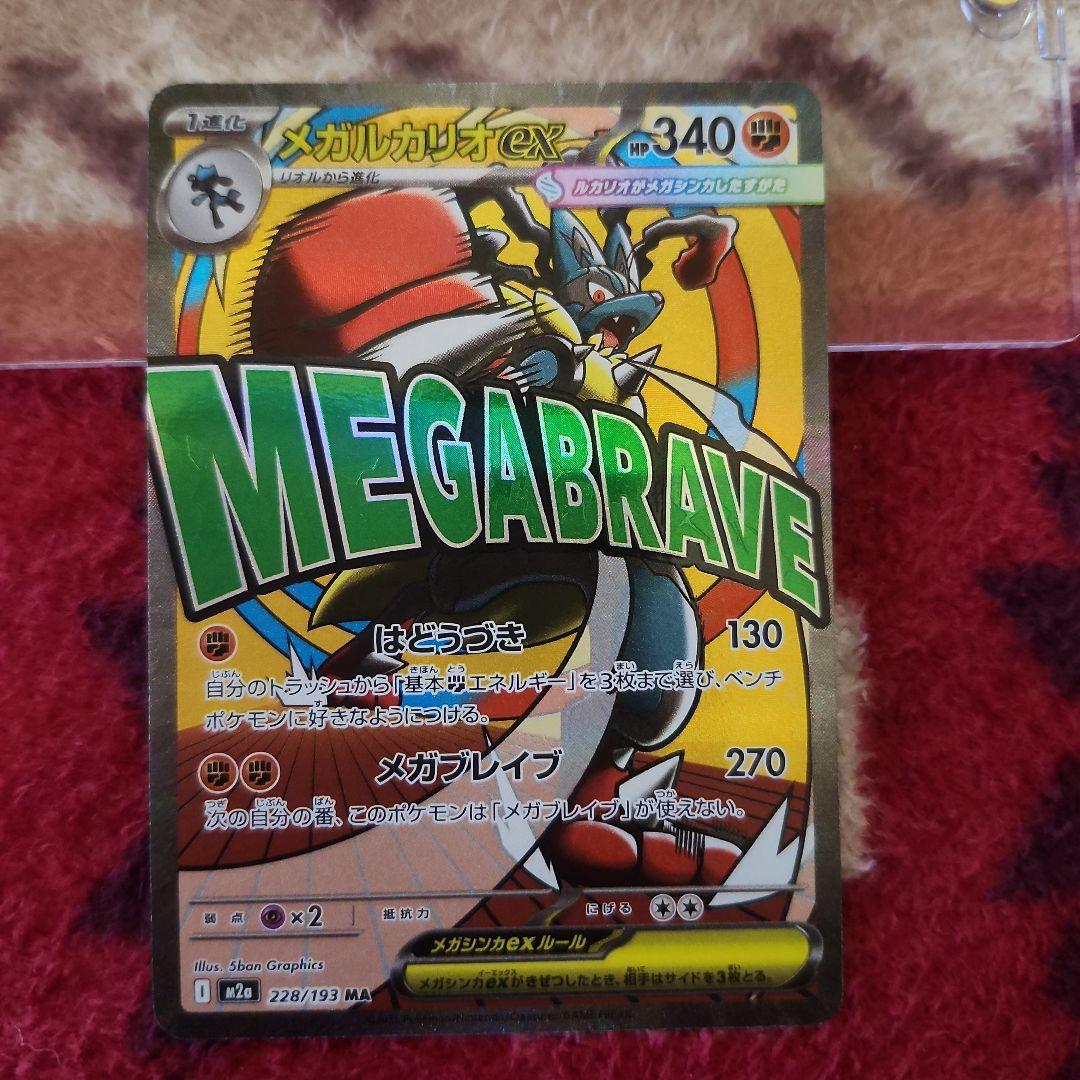 1進化
メガルカリオex
HP 340
リオルから進化
ルカリオがメガシンカしたすがた
MEGABRAVE
はどうづき 130
自分のトラッシュから「基本エネルギー」を3枚まで選び、ベンチ
ポケモンに好きなようにつける。
メガブレイブ 270
次の自分の番、このポケモンは「メガブレイブ」が使えない。
弱点 ×2 抵抗力 にげる
メガシンカexルール
メガシンカexがきぜつしたとき、相手はサイドを3枚とる。
Illus. 5ban Graphics
I m2a 228/193 MA
©2025 Pokémon/Nintendo/Creatures/GAME FREAK